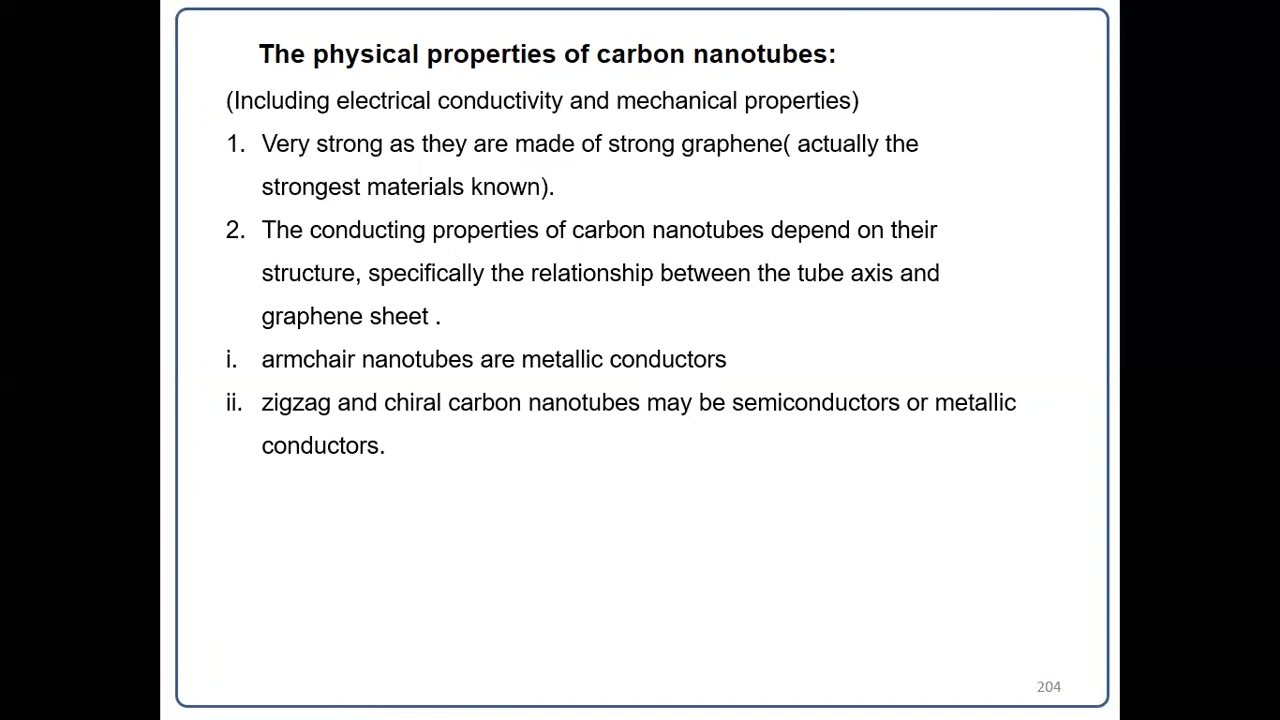 The physical properties of carbon nanotubes:
(Including electrical conductivity and mechanical properties)
1. Very strong as they are made of strong graphene( actually the
strongest materials known).
2. The conducting properties of carbon nanotubes depend on their
structure, specifically the relationship between the tube axis and
graphene sheet .
i. armchair nanotubes are metallic conductors
ii. zigzag and chiral carbon nanotubes may be semiconductors or metallic
conductors.
204